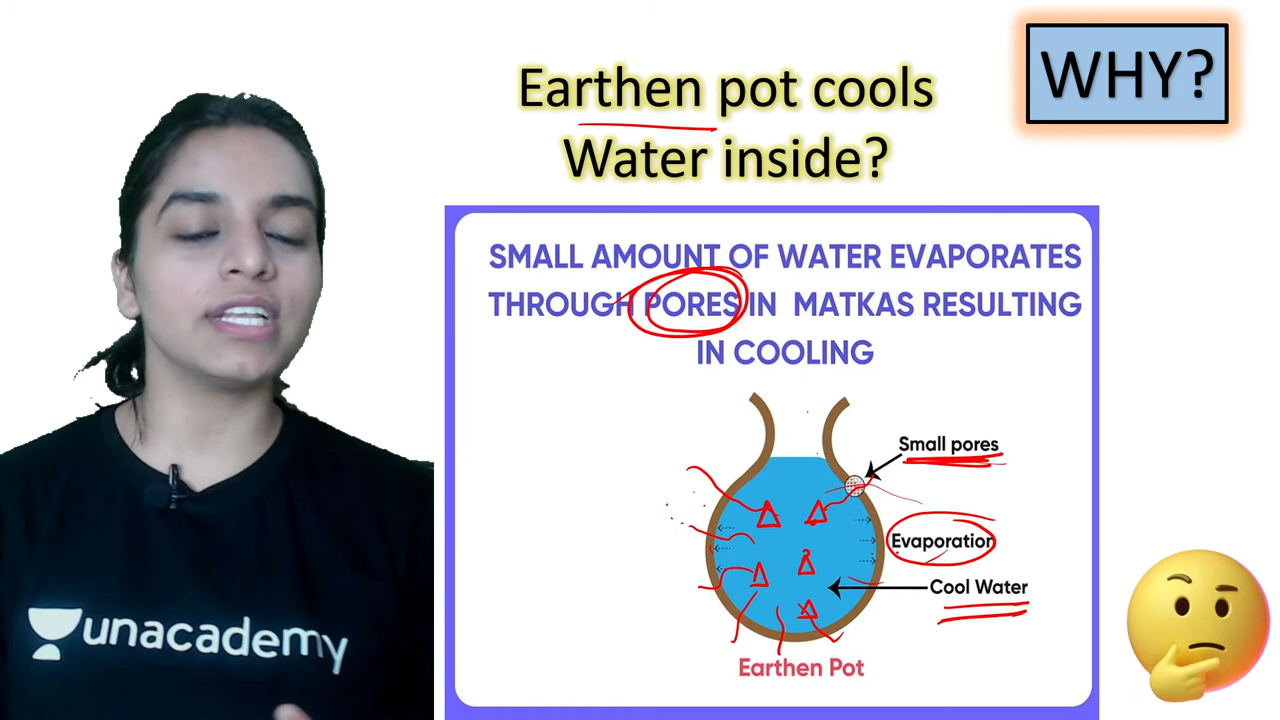 WHY?
Earthen pot cools
Water inside?
SMALL AMOUNT OF WATER EVAPORATES
THROUGH PORES IN MATKAS RESULTING
IN COOLING
Small pores
Evaporation
Cool Water
Earthen Pot
unacademy